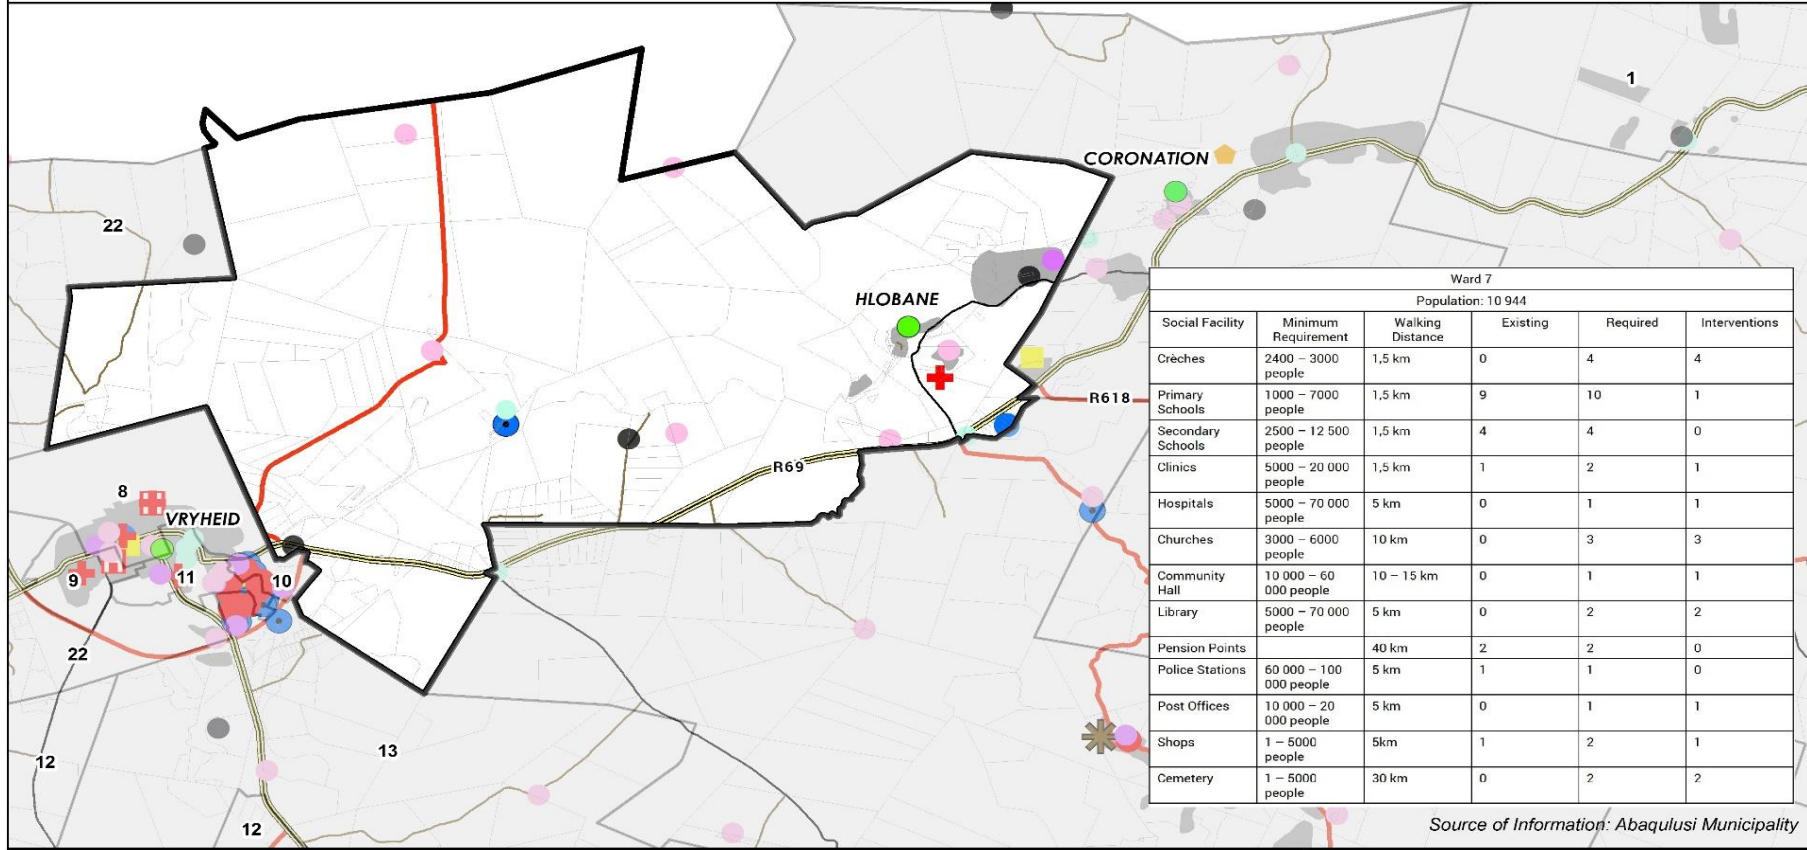 1
CORONATION
22
HLOBANE
R618
R69
8
VRYHEID
9
11
10
22
13
12
12
Ward 7
Population: 10 944
Social Facility Minimum Requirement Walking Distance Existing Required Interventions
Crèches 2400 – 3000 people 1,5 km 0 4 4
Primary Schools 1000 – 7000 people 1,5 km 9 10 1
Secondary Schools 2500 – 12 500 people 1,5 km 4 4 0
Clinics 5000 – 20 000 people 1,5 km 1 2 1
Hospitals 5000 – 70 000 people 5 km 0 1 1
Churches 3000 – 6000 people 10 km 0 3 3
Community Hall 10 000 – 60 000 people 10 – 15 km 0 1 1
Library 5000 – 70 000 people 5 km 0 2 2
Pension Points 40 km 2 2 0
Police Stations 60 000 – 100 000 people 5 km 1 1 0
Post Offices 10 000 – 20 000 people 5 km 0 1 1
Shops 1 – 5000 people 5km 1 2 1
Cemetery 1 – 5000 people 30 km 0 2 2
Source of Information: Abaqulusi Municipality